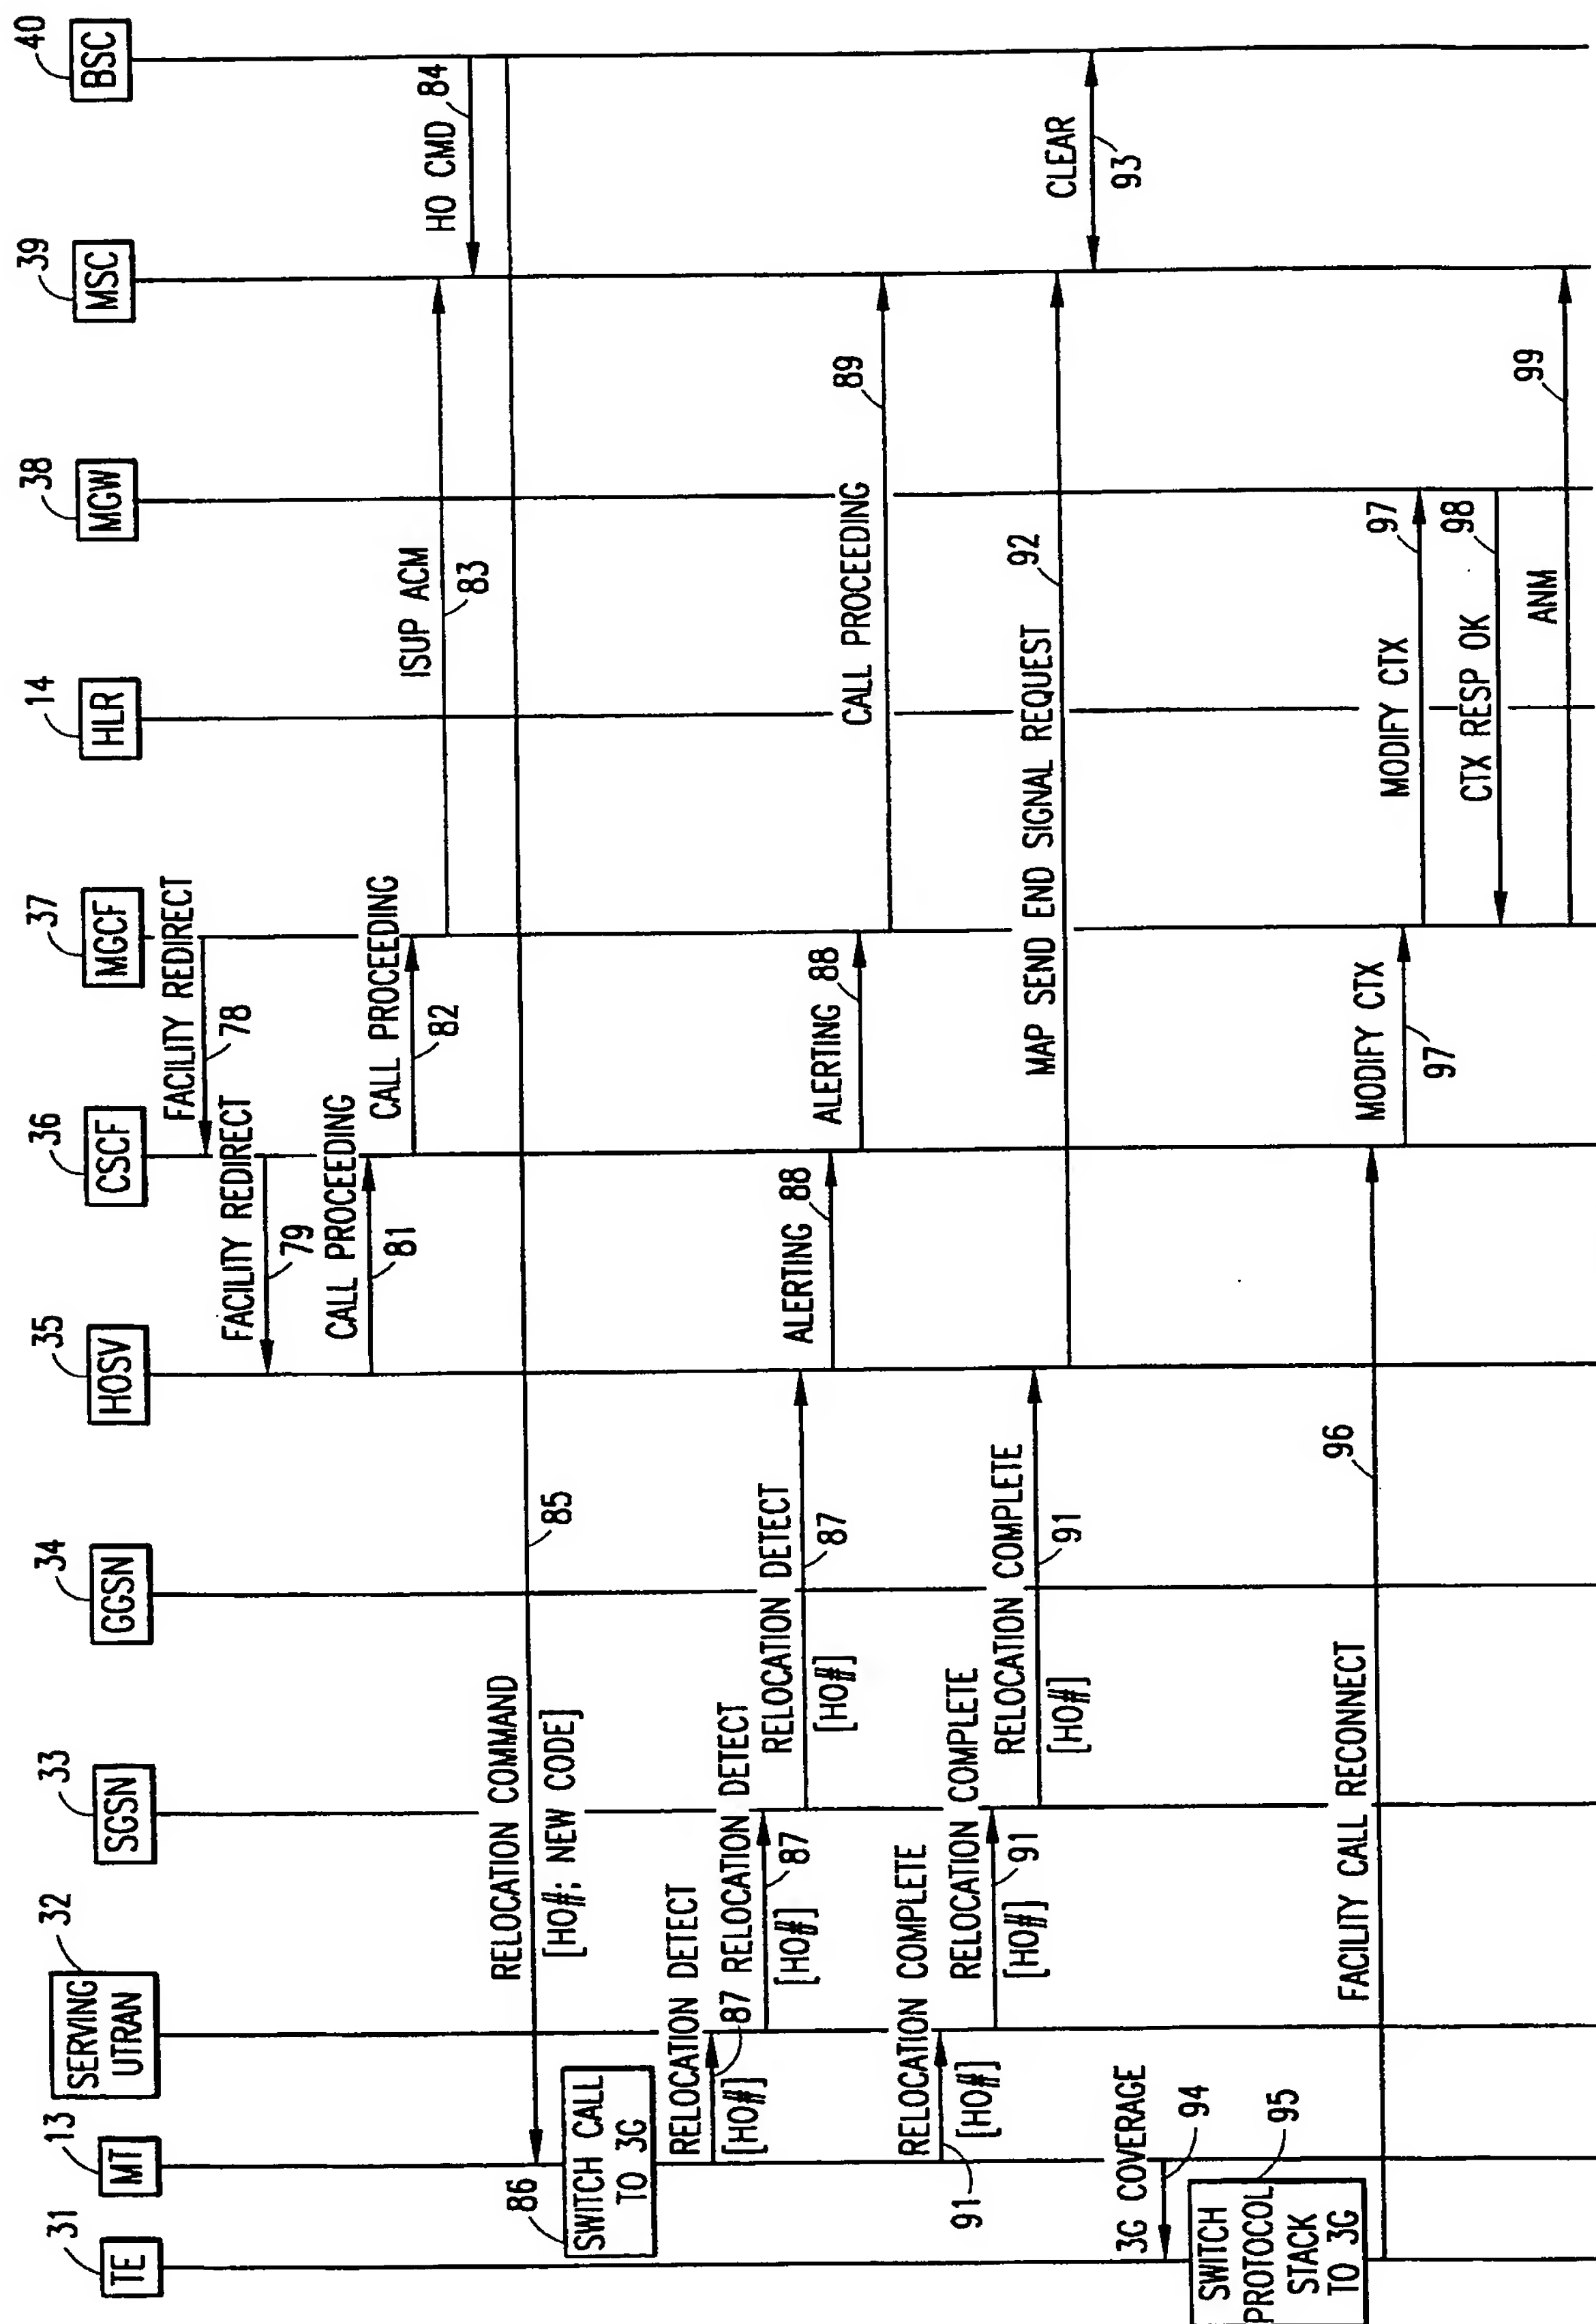 31
TE
13
MT
32
SERVING
UTRAN
33
SGSN
34
GGSN
35
HOSV
36
CSCF
37
MGCF
14
HLR
38
MGW
39
MSC
40
BSC
FACILITY REDIRECT
78
FACILITY REDIRECT
79
CALL PROCEEDING
81
CALL PROCEEDING
82
ISUP ACM
83
HO CMD
84
RELOCATION COMMAND
[HO#; NEW CODE]
85
86
SWITCH CALL
TO 3G
RELOCATION DETECT
[HO#]
87
RELOCATION DETECT
[HO#]
87
RELOCATION DETECT
[HO#]
87
ALERTING
88
ALERTING
88
CALL PROCEEDING
89
RELOCATION COMPLETE
[HO#]
91
RELOCATION COMPLETE
[HO#]
91
RELOCATION COMPLETE
[HO#]
91
MAP SEND END SIGNAL REQUEST
92
CLEAR
93
3G COVERAGE
94
SWITCH
PROTOCOL
STACK
TO 3G
95
FACILITY CALL RECONNECT
96
MODIFY CTX
97
MODIFY CTX
97
CTX RESP OK
98
ANM
99